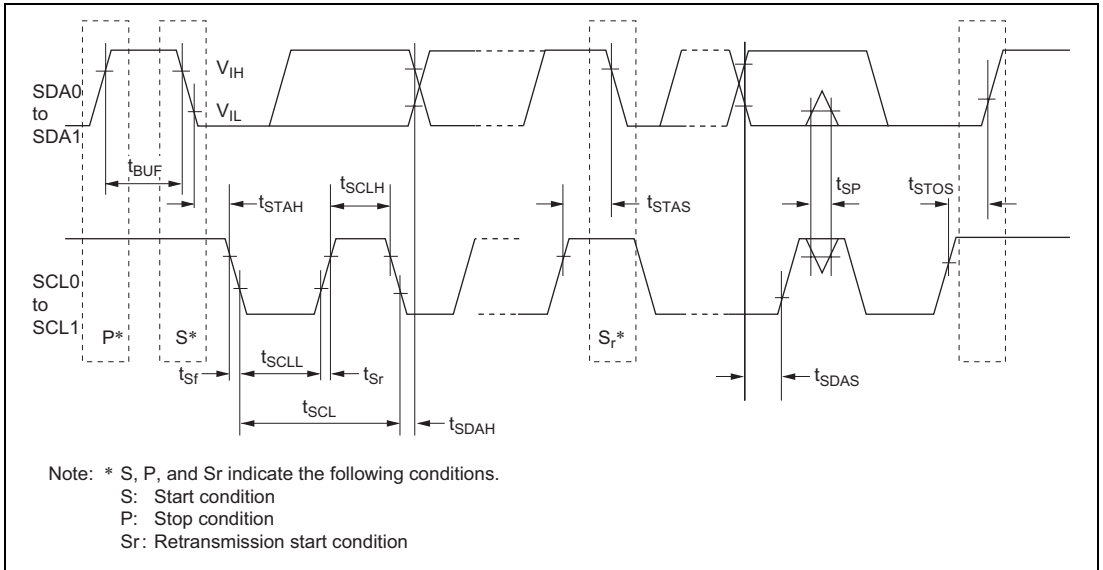 SDA0
to
SDA1
V_IH
V_IL
t_BUF
t_STAH
t_SCLH
t_STAS
t_SP
t_STOS
SCL0
to
SCL1
P*
S*
S_r*
t_Sf
t_SCLL
t_Sr
t_SCL
t_SDAH
t_SDAS
Note: * S, P, and Sr indicate the following conditions.
S: Start condition
P: Stop condition
Sr: Retransmission start condition